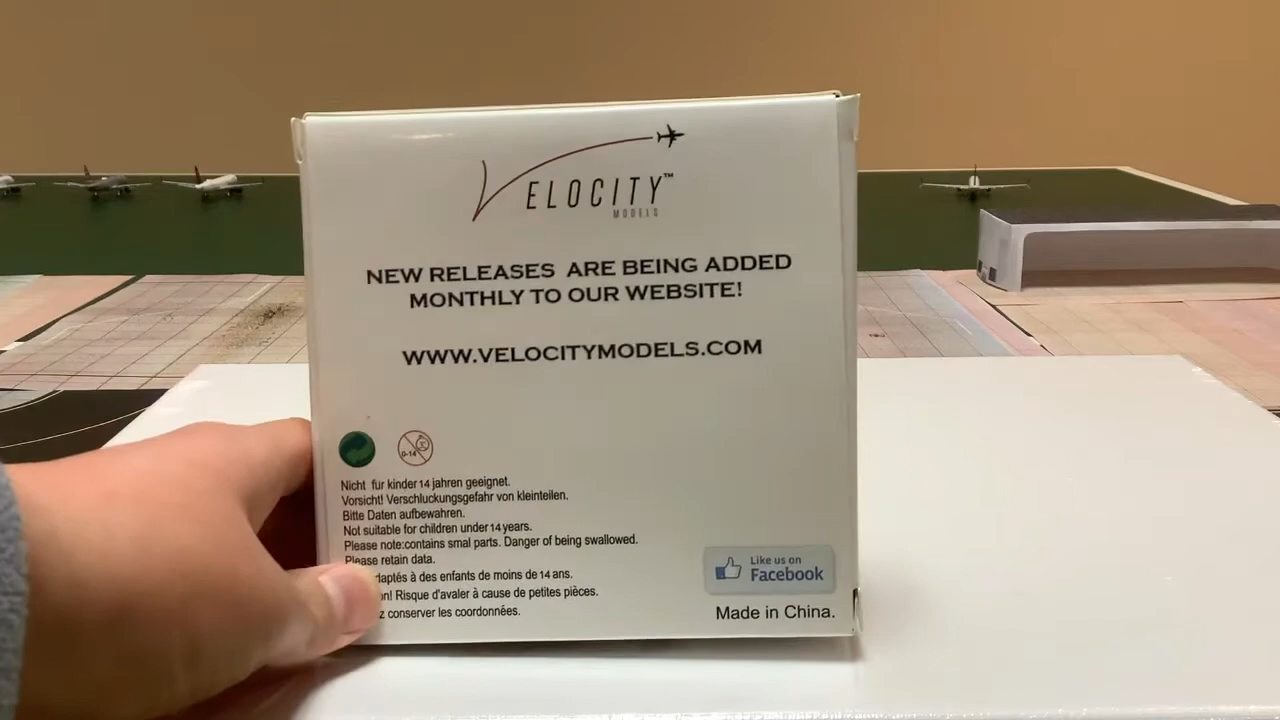 VELOCITY™
MODELS
NEW RELEASES ARE BEING ADDED
MONTHLY TO OUR WEBSITE!
WWW.VELOCITYMODELS.COM
0-14
Nicht für kinder 14 jahren geeignet.
Vorsicht! Verschluckungsgefahr von kleinteilen.
Bitte Daten aufbewahren.
Not suitable for children under 14 years.
Please note:contains smal parts. Danger of being swallowed.
Please retain data.
à des enfants de moins de 14 ans.
Risque d'avaler à cause de petites pièces.
conserver les coordonnées.
Like us on
Facebook
Made in China.